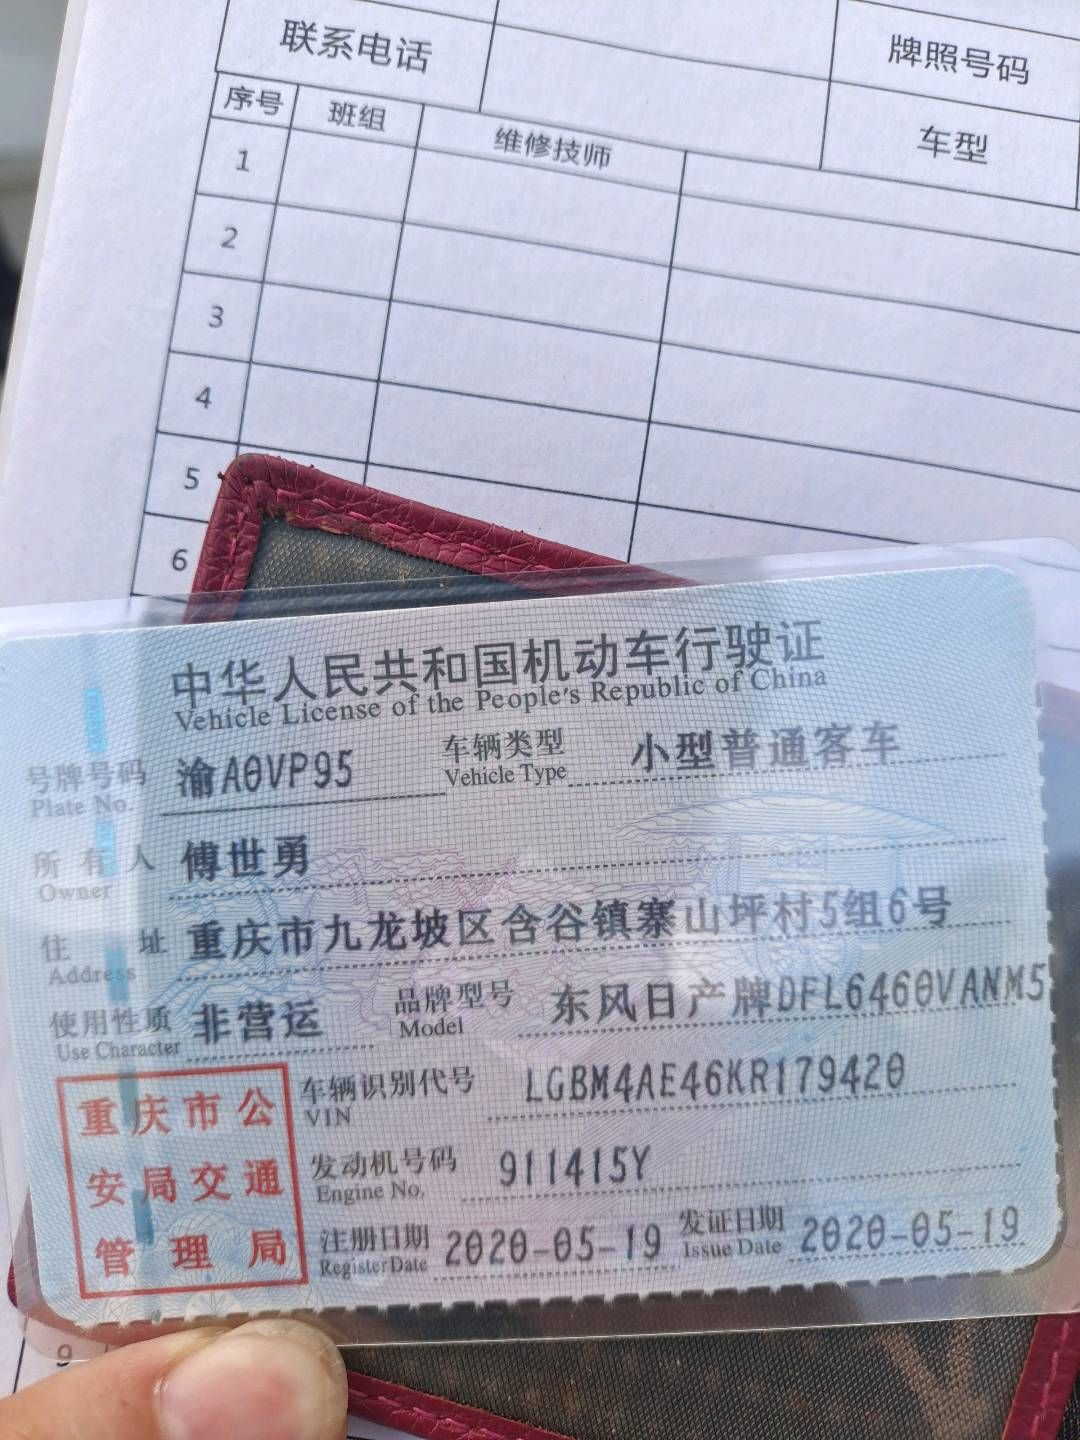 联系电话
牌照号码
车型
序号 班组 维修技师
1
2
3
4
5
6
中华人民共和国机动车行驶证
Vehicle License of the People's Republic of China
号牌号码 渝A0VP95 车辆类型 小型普通客车
Plate No. Vehicle Type
所有人 傅世勇
Owner
住址 重庆市九龙坡区含谷镇寨山坪村5组6号
Address
使用性质 非营运 品牌型号 东风日产牌DFL6460VANM5
Use Character Model
车辆识别代号 LGBM4AE46KR179420
VIN
发动机号码 911415Y
Engine No.
注册日期 2020-05-19 发证日期 2020-05-19
Register Date Issue Date
重庆市公
安局交通
管理局
9